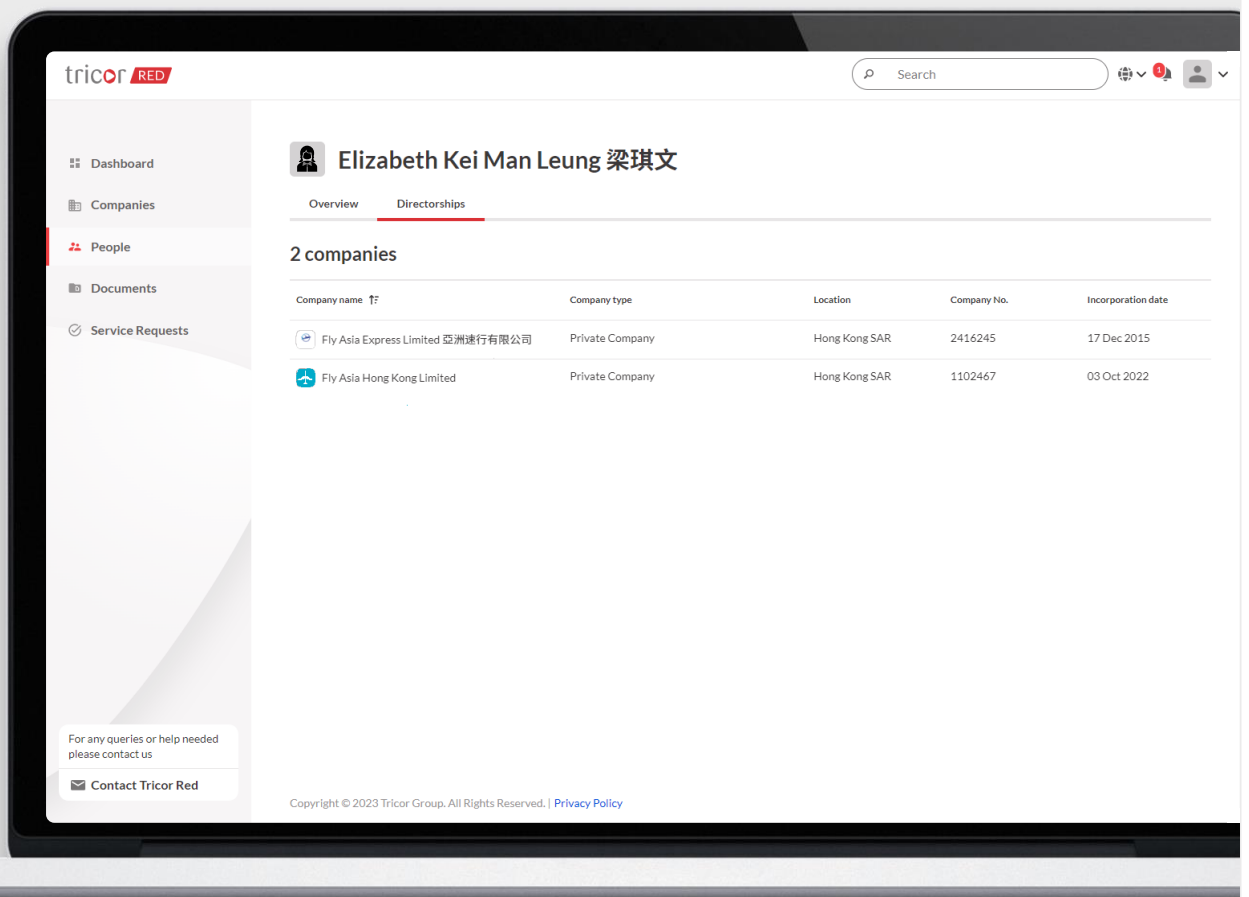 tricor RED
Search
1
Dashboard
Companies
People
Documents
Service Requests
Elizabeth Kei Man Leung 梁琪文
Overview Directorships
2 companies
Company name Company type Location Company No. Incorporation date
Fly Asia Express Limited 亞洲速行有限公司 Private Company Hong Kong SAR 2416245 17 Dec 2015
Fly Asia Hong Kong Limited Private Company Hong Kong SAR 1102467 03 Oct 2022
For any queries or help needed
please contact us
Contact Tricor Red
Copyright © 2023 Tricor Group. All Rights Reserved. | Privacy Policy